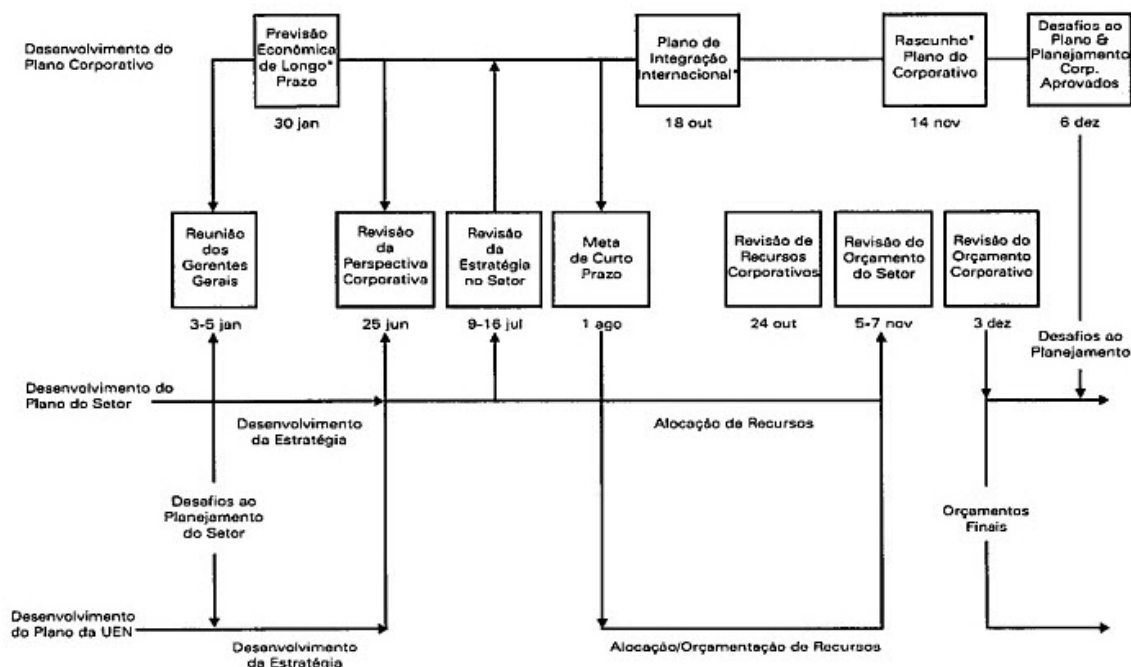 Desenvolvimento do
Plano Corporativo
Previsão
Econômica
de Longo*
Prazo
30 jan
Plano de
Integração
Internacional*
18 out
Rascunho*
Plano do
Corporativo
14 nov
Desafios ao
Plano &
Planejamento
Corp.
Aprovados
6 dez
Reunião
dos
Gerentes
Gerais
3-5 jan
Revisão
da
Perspectiva
Corporativa
25 jun
Revisão
da
Estratégia
no Setor
9-16 jul
Meta
de Curto
Prazo
1 ago
Revisão de
Recursos
Corporativos
24 out
Revisão do
Orçamento
do Setor
5-7 nov
Revisão do
Orçamento
Corporativo
3 dez
Desafios ao
Planejamento
Desenvolvimento do
Plano do Setor
Desenvolvimento
da Estratégia
Alocação de Recursos
Desafios ao
Planejamento
do Setor
Orçamentos
Finais
Desenvolvimento
do Plano da UEN
Desenvolvimento
da Estratégia
Alocação/Orçamentação de Recursos